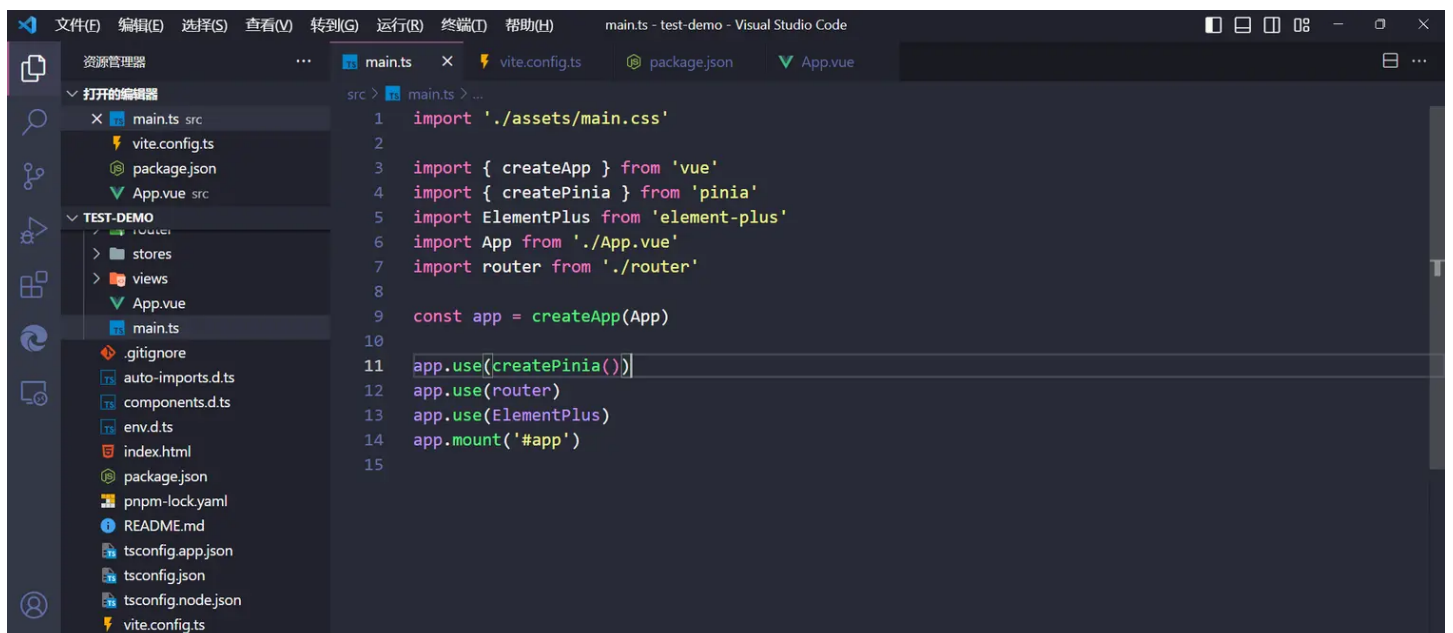 文件(F) 编辑(E) 选择(S) 查看(V) 转到(G) 运行(R) 终端(T) 帮助(H) main.ts - test-demo - Visual Studio Code
资源管理器 ...
打开的编辑器
main.ts src
vite.config.ts
package.json
App.vue src
TEST-DEMO
router
stores
views
App.vue
main.ts
.gitignore
auto-imports.d.ts
components.d.ts
env.d.ts
index.html
package.json
pnpm-lock.yaml
README.md
tsconfig.app.json
tsconfig.json
tsconfig.node.json
vite.config.ts
main.ts vite.config.ts package.json App.vue
src > main.ts > ...
1 import './assets/main.css'
2
3 import { createApp } from 'vue'
4 import { createPinia } from 'pinia'
5 import ElementPlus from 'element-plus'
6 import App from './App.vue'
7 import router from './router'
8
9 const app = createApp(App)
10
11 app.use(createPinia())
12 app.use(router)
13 app.use(ElementPlus)
14 app.mount('#app')
15